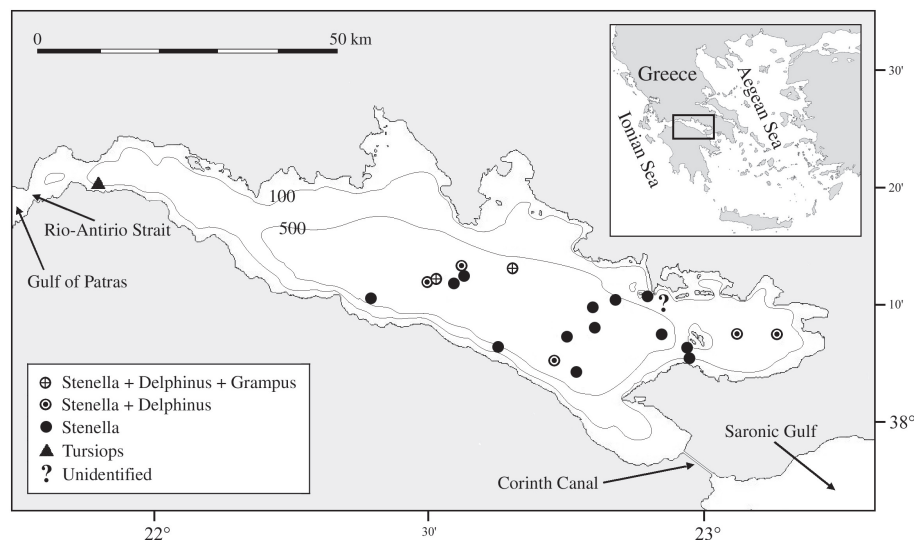 0 50 km
Greece
Aegean Sea
Ionian Sea
30'
20'
10'
38°
100
500
Rio-Antirio Strait
Gulf of Patras
?
Stenella + Delphinus + Grampus
Stenella + Delphinus
Stenella
Tursiops
? Unidentified
Saronic Gulf
Corinth Canal
22° 30' 23°